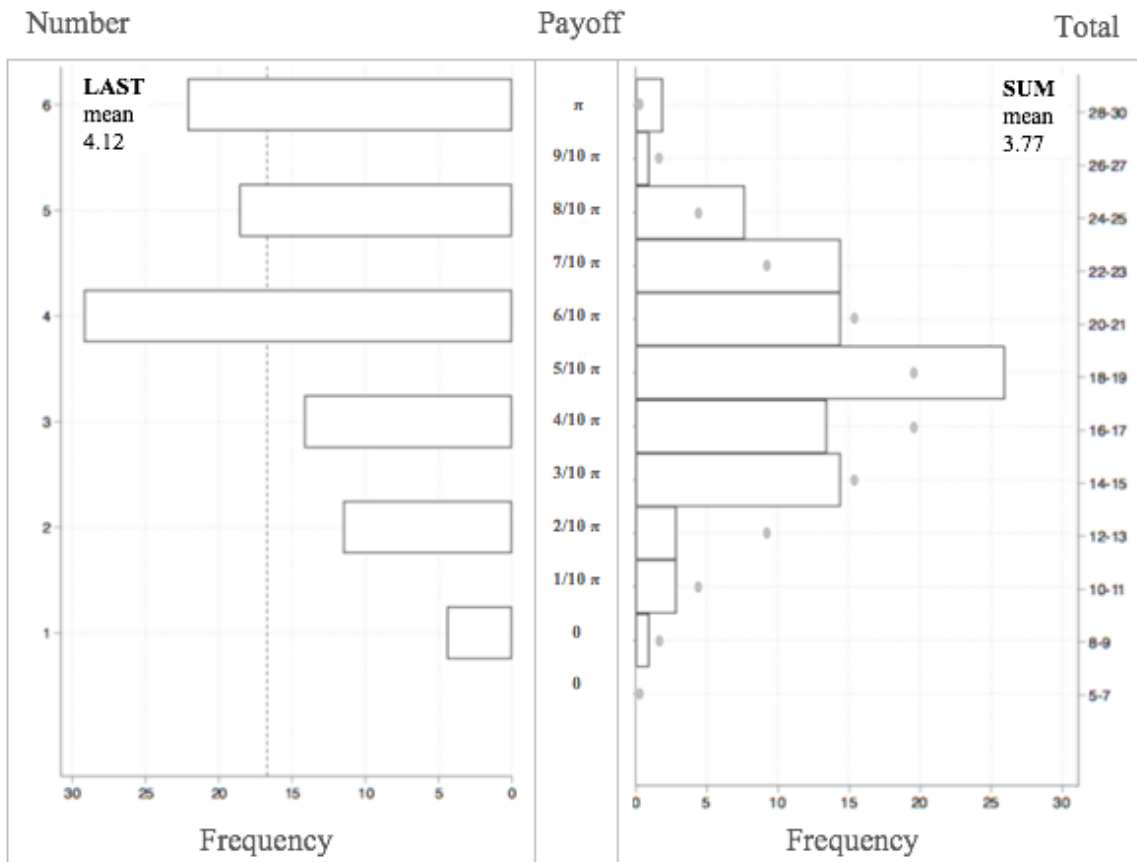 Number Payoff Total
LAST
mean
4.12
6
5
4
3
2
1
30 25 20 15 10 5 0
Frequency
π
9/10 π
8/10 π
7/10 π
6/10 π
5/10 π
4/10 π
3/10 π
2/10 π
1/10 π
0
0
SUM
mean
3.77
28-30
26-27
24-25
22-23
20-21
18-19
16-17
14-15
12-13
10-11
8-9
5-7
0 5 10 15 20 25 30
Frequency